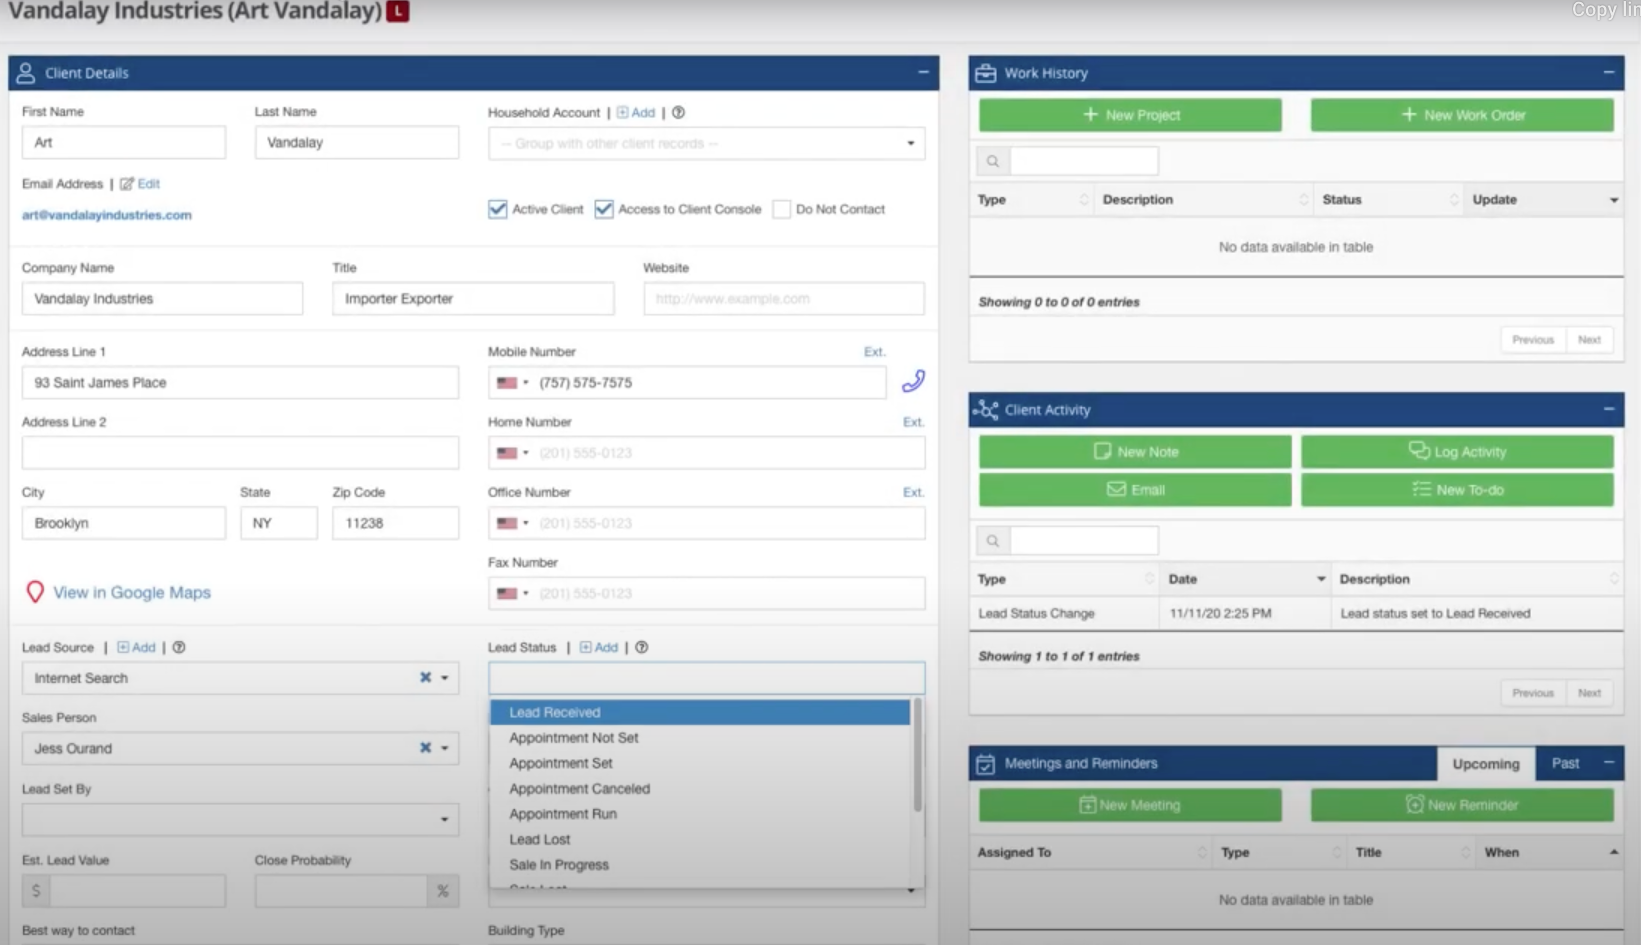 Vandalay Industries (Art Vandalay) L
Copy lin
Client Details
First Name
Last Name
Household Account | Add |
Art
Vandalay
-- Group with other client records --
Email Address | Edit
art@vandalayindustries.com
Active Client
Access to Client Console
Do Not Contact
Company Name
Title
Website
Vandalay Industries
Importer Exporter
http://www.example.com
Address Line 1
Mobile Number
Ext.
93 Saint James Place
(757) 575-7575
Address Line 2
Home Number
Ext.
(201) 555-0123
City
State
Zip Code
Office Number
Ext.
Brooklyn
NY
11238
(201) 555-0123
Fax Number
View in Google Maps
(201) 555-0123
Lead Source | Add |
Lead Status | Add |
Internet Search
Sales Person
Jess Ourand
Lead Set By
Est. Lead Value
Close Probability
$
%
Best way to contact
Lead Received
Appointment Not Set
Appointment Set
Appointment Canceled
Appointment Run
Lead Lost
Sale In Progress
Building Type
Work History
+ New Project
+ New Work Order
Type
Description
Status
Update
No data available in table
Showing 0 to 0 of 0 entries
Previous
Next
Client Activity
New Note
Log Activity
Email
New To-do
Type
Date
Description
Lead Status Change
11/11/20 2:25 PM
Lead status set to Lead Received
Showing 1 to 1 of 1 entries
Previous
Next
Meetings and Reminders
Upcoming
Past
New Meeting
New Reminder
Assigned To
Type
Title
When
No data available in table